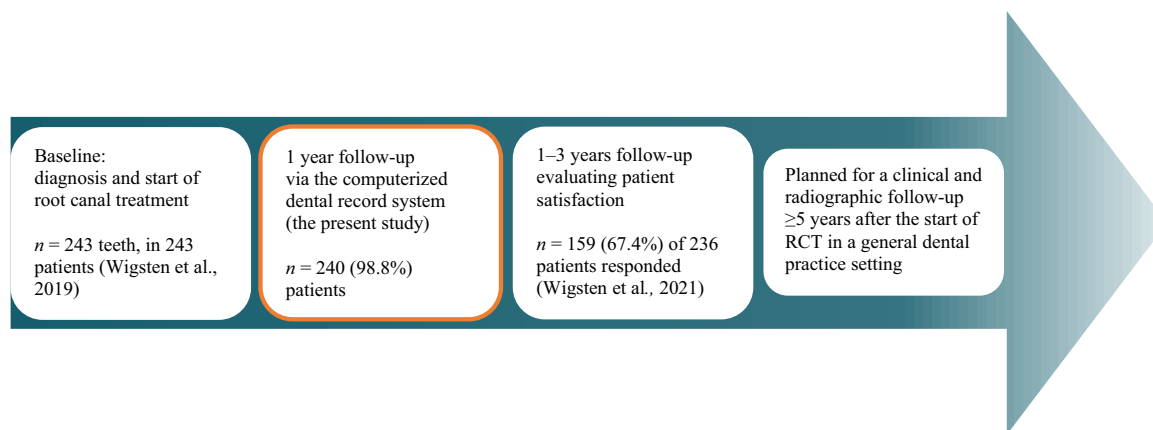 Baseline:
diagnosis and start of
root canal treatment
n = 243 teeth, in 243
patients (Wigsten et al.,
2019)
1 year follow-up
via the computerized
dental record system
(the present study)
n = 240 (98.8%)
patients
1–3 years follow-up
evaluating patient
satisfaction
n = 159 (67.4%) of 236
patients responded
(Wigsten et al., 2021)
Planned for a clinical and
radiographic follow-up
≥5 years after the start of
RCT in a general dental
practice setting